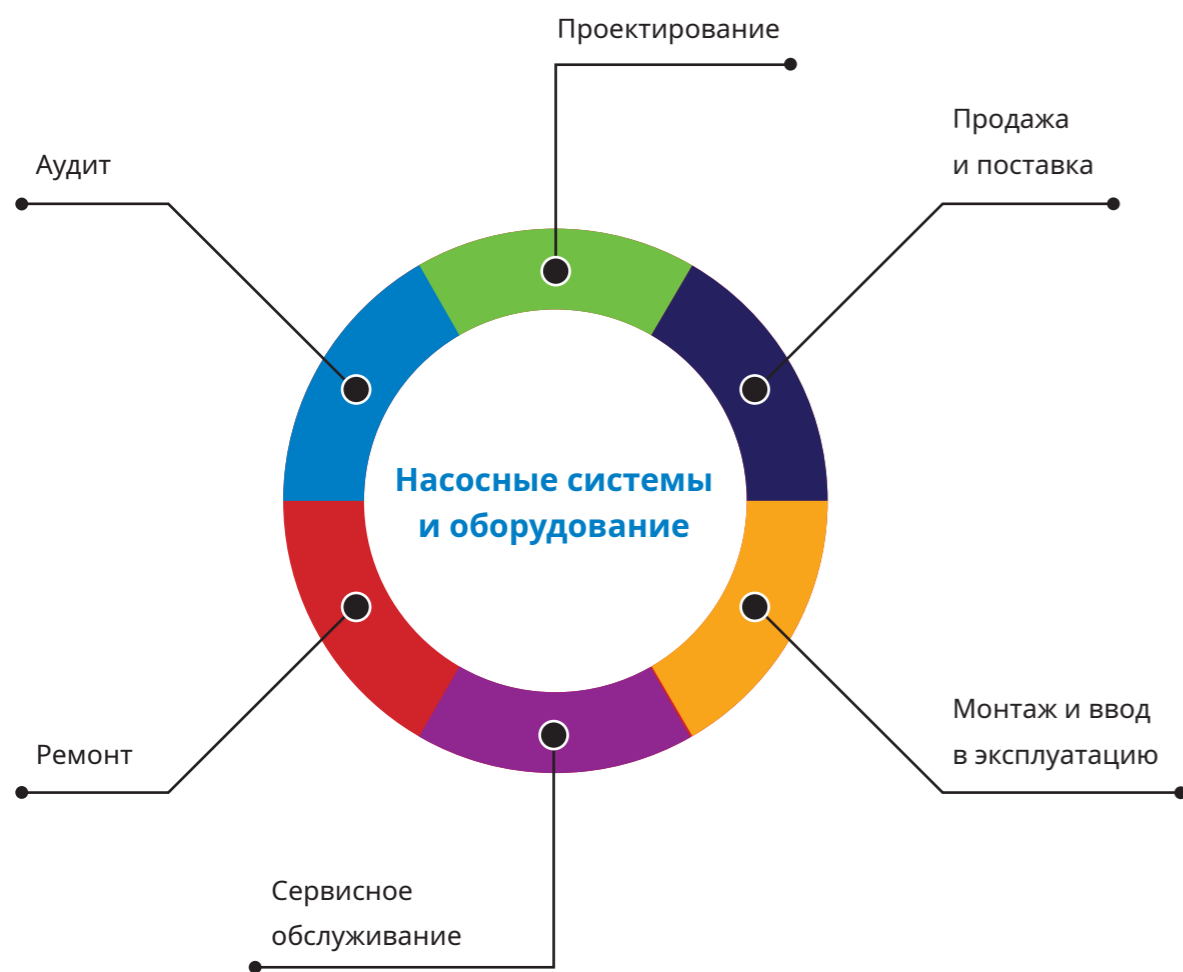 Проектирование
Продажа
и поставка
Аудит
Насосные системы
и оборудование
Монтаж и ввод
в эксплуатацию
Ремонт
Сервисное
обслуживание